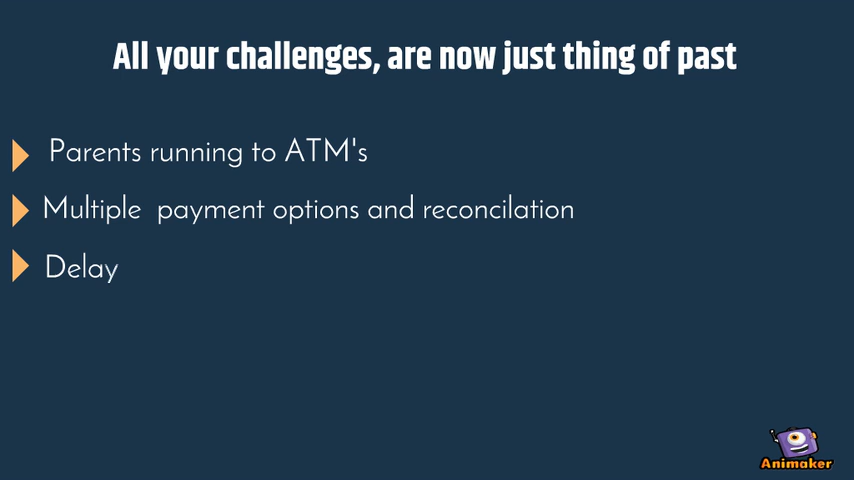 All your challenges, are now just thing of past
Parents running to ATM's
Multiple payment options and reconcilation
Delay
Animaker